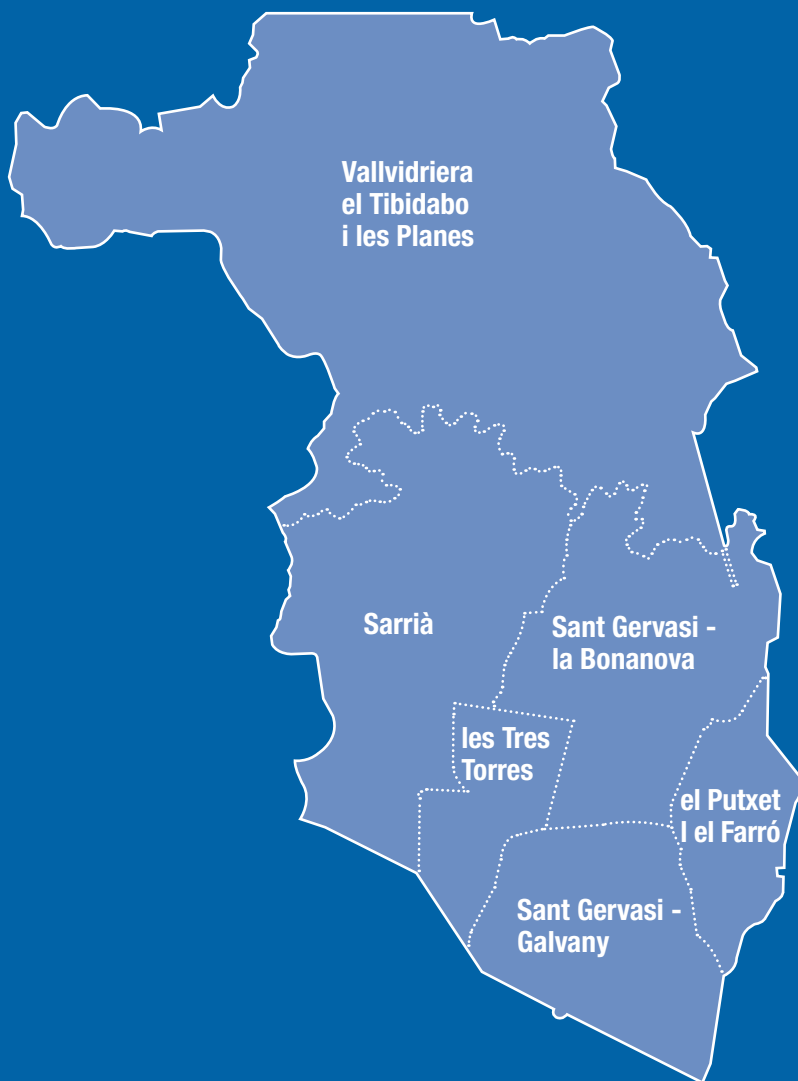 Vallvidriera
el Tibidabo
i les Planes
Sarrià
Sant Gervasi -
la Bonanova
les Tres
Torres
el Putxet
I el Farró
Sant Gervasi -
Galvany